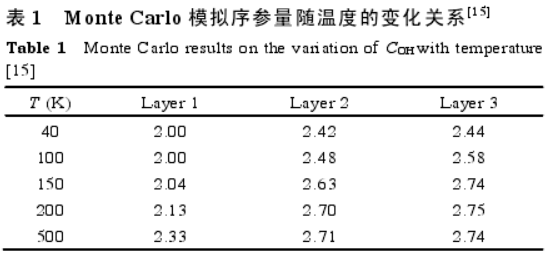 表 1 Monte Carlo 模拟序参量随温度的变化关系[15]
Table 1 Monte Carlo results on the variation of COH with temperature
[15]
T (K) Layer 1 Layer 2 Layer 3
40 2.00 2.42 2.44
100 2.00 2.48 2.58
150 2.04 2.63 2.74
200 2.13 2.70 2.75
500 2.33 2.71 2.74